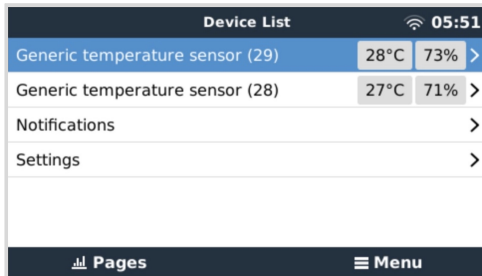 Device List 05:51
Generic temperature sensor (29) 28°C 73%
Generic temperature sensor (28) 27°C 71%
Notifications
Settings
Pages Menu